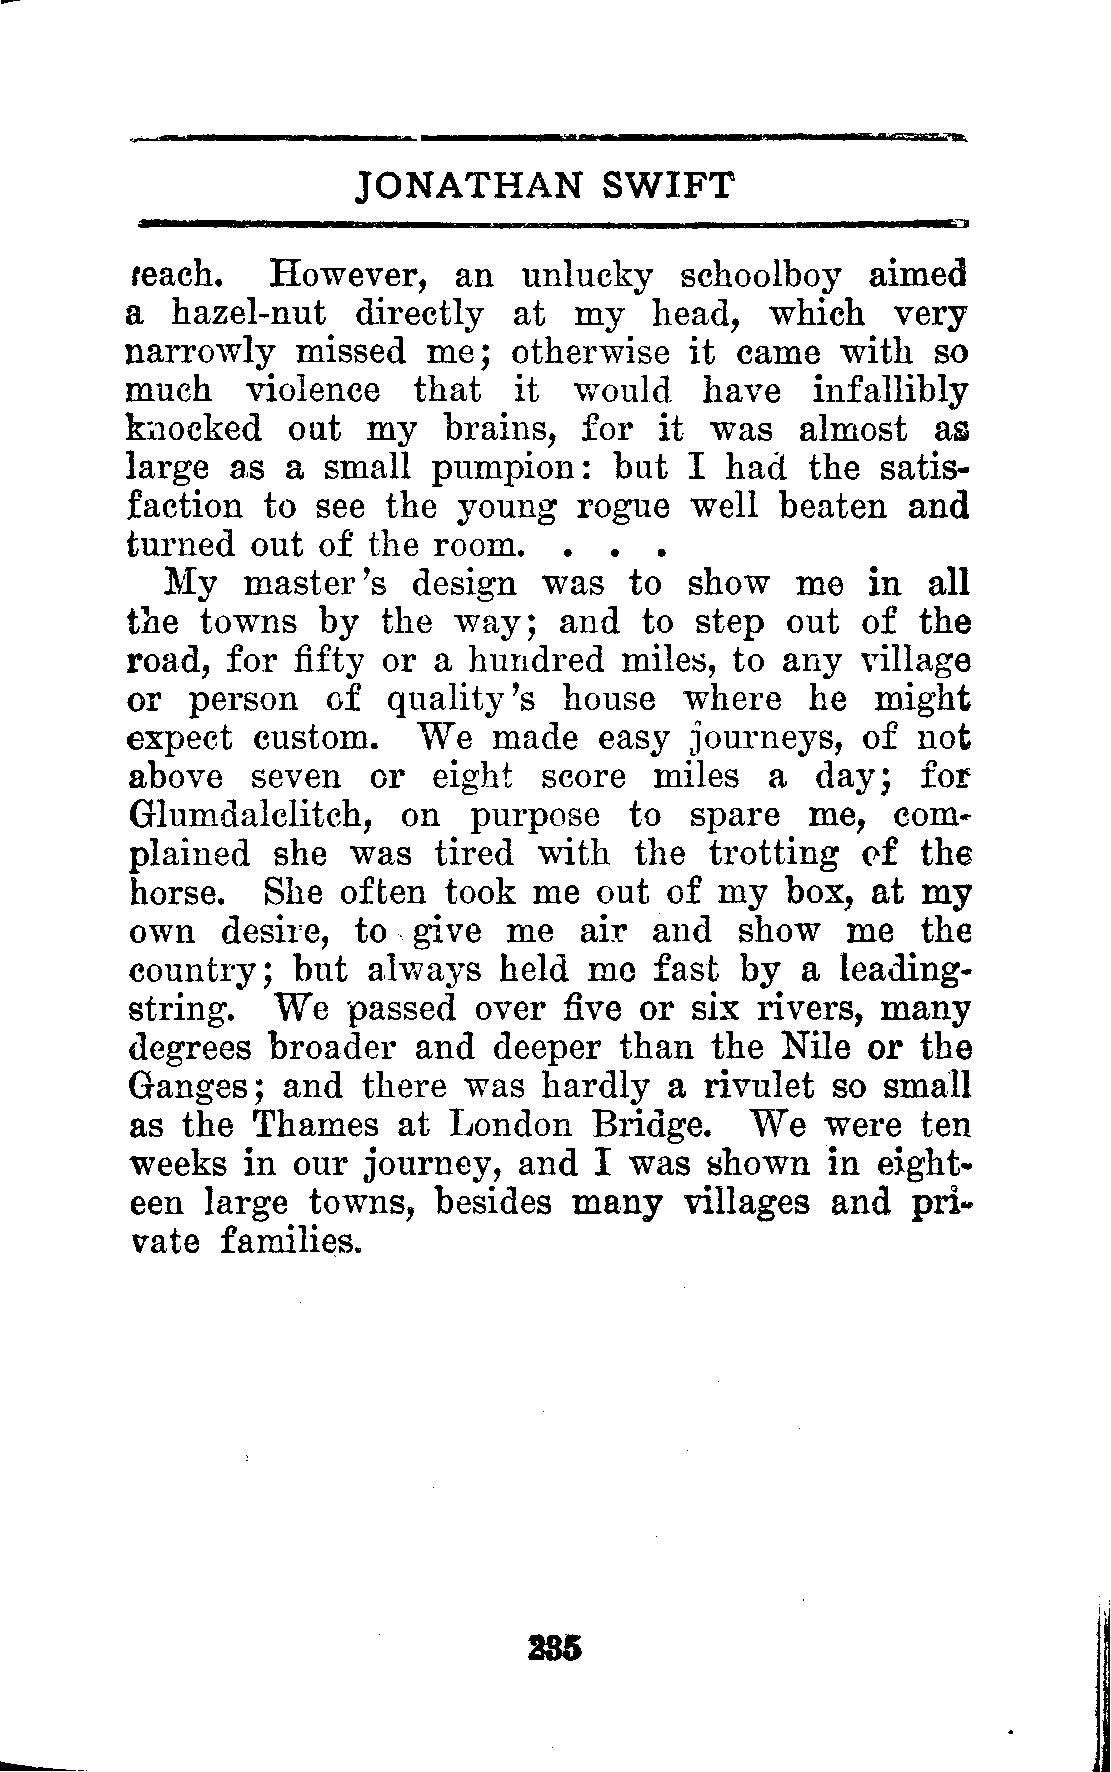 JONATHAN SWIFT
reach. However, an unlucky schoolboy aimed
a hazel-nut directly at my head, which very
narrowly missed me; otherwise it came with so
much violence that it would have infallibly
knocked out my brains, for it was almost as
large as a small pumpion: but I had the satis-
faction to see the young rogue well beaten and
turned out of the room. . . .
My master's design was to show me in all
the towns by the way; and to step out of the
road, for fifty or a hundred miles, to any village
or person of quality's house where he might
expect custom. We made easy journeys, of not
above seven or eight score miles a day; for
Glumdalclitch, on purpose to spare me, com-
plained she was tired with the trotting of the
horse. She often took me out of my box, at my
own desire, to give me air and show me the
country; but always held me fast by a leading-
string. We passed over five or six rivers, many
degrees broader and deeper than the Nile or the
Ganges; and there was hardly a rivulet so small
as the Thames at London Bridge. We were ten
weeks in our journey, and I was shown in eight-
een large towns, besides many villages and pri-
vate families.
235